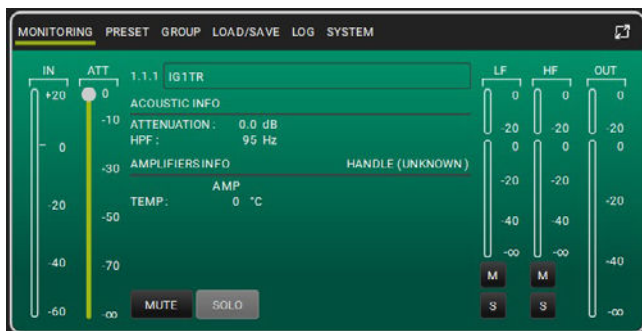 MONITORING PRESET GROUP LOAD/SAVE LOG SYSTEM
IN ATT 1.1.1 IG1TR LF HF OUT
+20 0 0 0 0
ACOUSTIC INFO
-10 ATTENUATION: 0.0 dB -20 -20
HPF: 95 Hz
0 0 0 0
-30 AMPLIFIERS INFO HANDLE (UNKNOWN)
AMP -20 -20
TEMP: 0 °C
-20 -20
-50 -40 -40
-∞ -∞
-40 -70 -40
M M
MUTE SOLO S S
-60 -∞ -∞